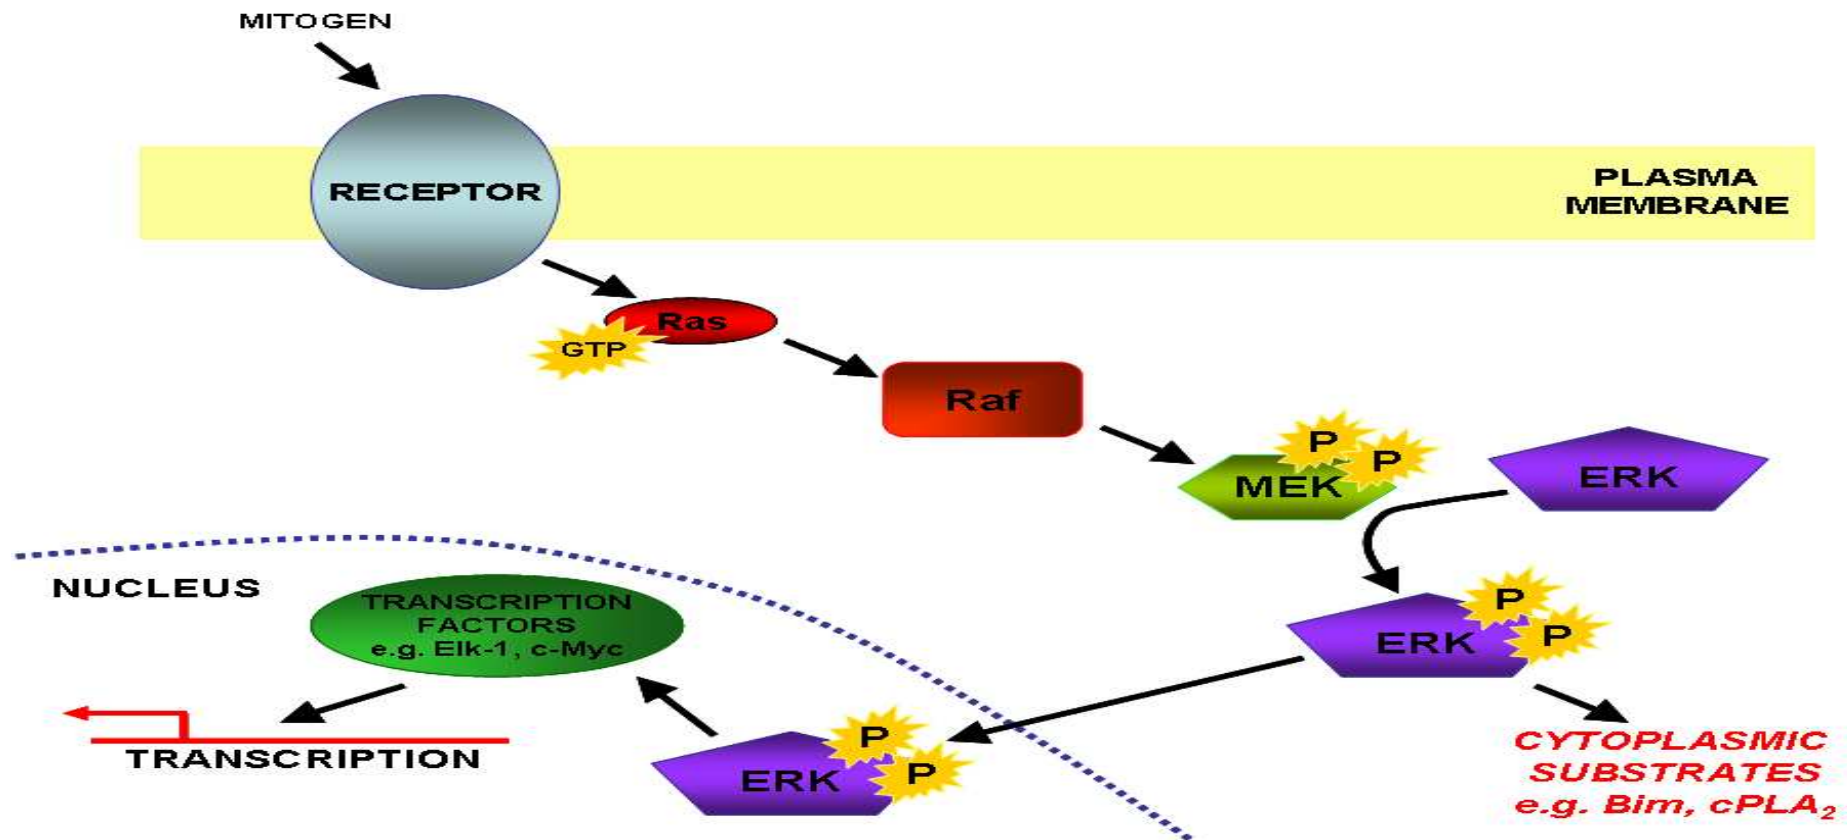 MITOGEN
RECEPTOR
PLASMA
MEMBRANE
Ras
GTP
Raf
P
P
MEK
ERK
NUCLEUS
TRANSCRIPTION
FACTORS
e.g. Elk-1, c-Myc
P
P
ERK
TRANSCRIPTION
P
P
ERK
CYTOPLASMIC
SUBSTRATES
e.g. Bim, cPLA₂